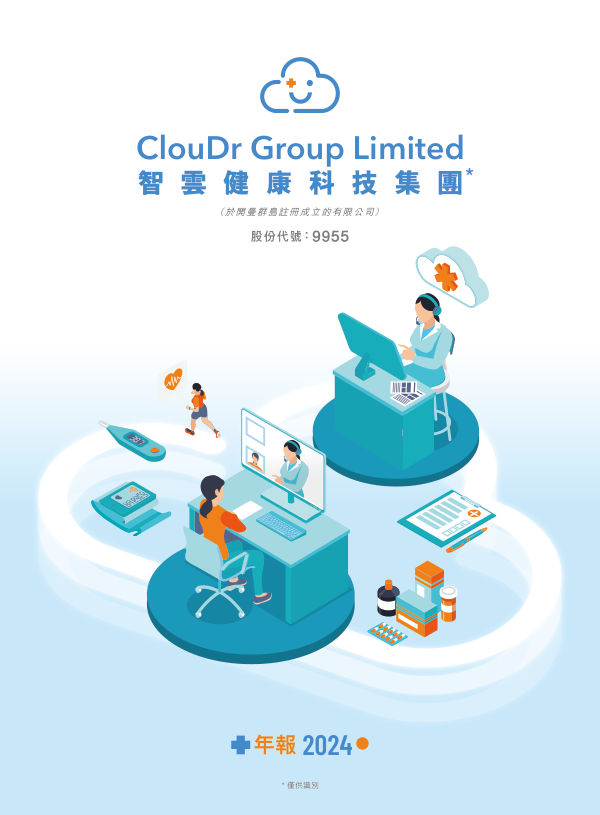 ClouDr Group Limited
智雲健康科技集團*
（於開曼群島註冊成立的有限公司）
股份代號：9955
年報 2024
* 僅供識別